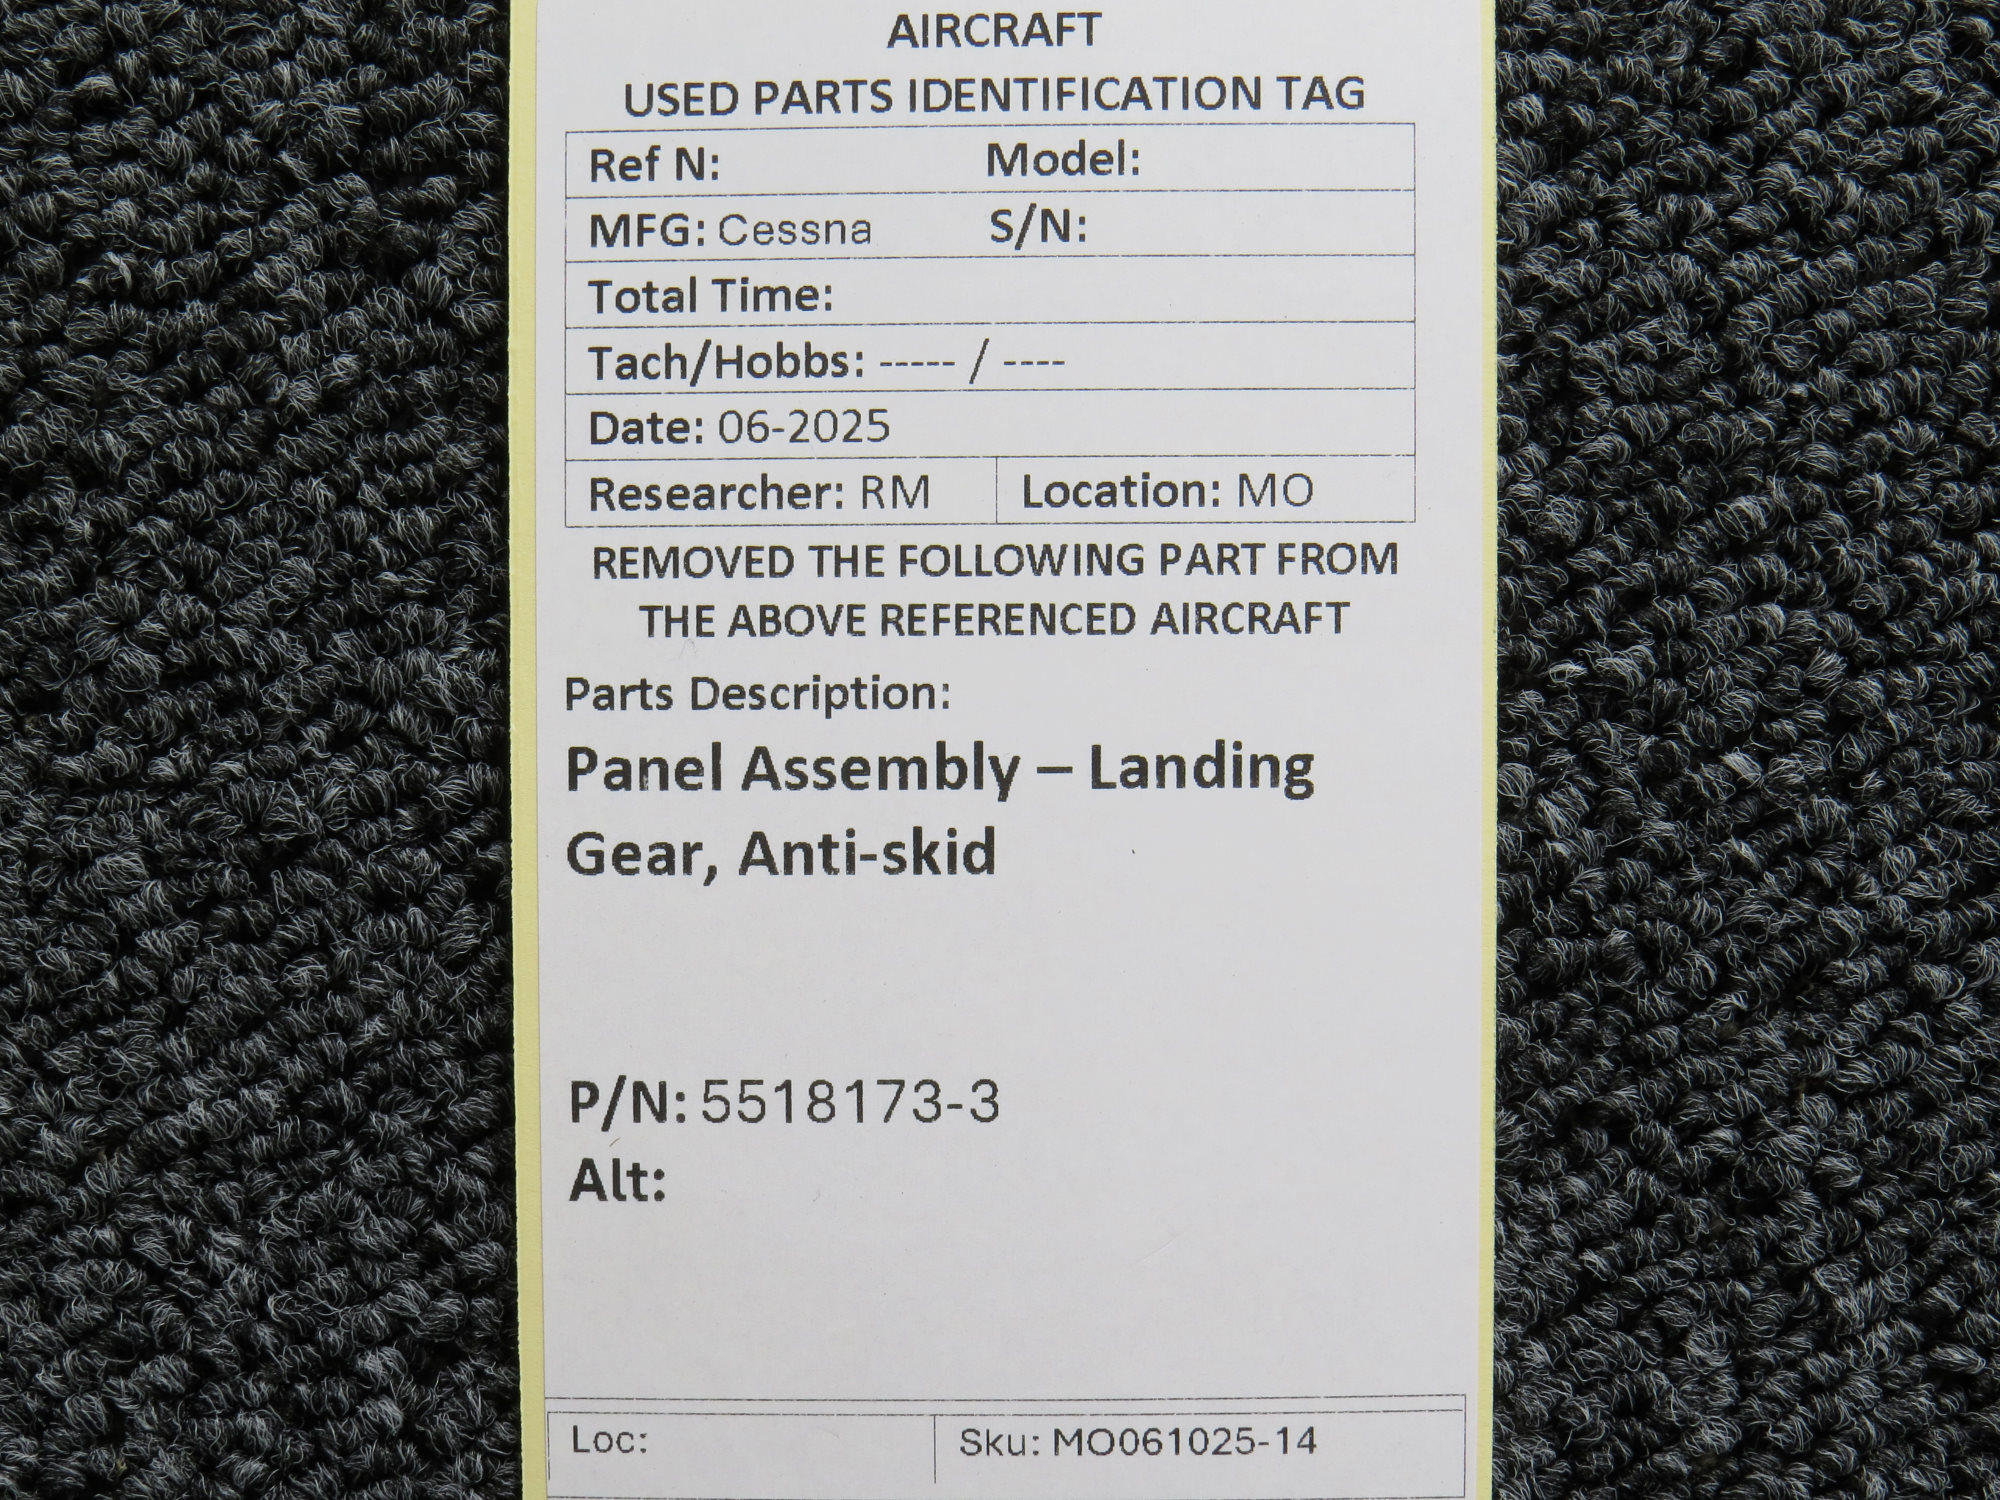 AIRCRAFT
USED PARTS IDENTIFICATION TAG
Ref N: Model:
MFG: Cessna S/N:
Total Time:
Tach/Hobbs: ----- / ----
Date: 06-2025
Researcher: RM Location: MO
REMOVED THE FOLLOWING PART FROM
THE ABOVE REFERENCED AIRCRAFT
Parts Description:
Panel Assembly – Landing
Gear, Anti-skid
P/N: 5518173-3
Alt:
Loc: Sku: MO061025-14